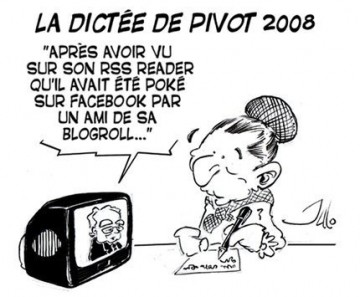 LA DICTÉE DE PIVOT 2008
"APRÈS AVOIR VU
SUR SON RSS READER
QU'IL AVAIT ÉTÉ POKÉ
SUR FACEBOOK PAR
UN AMI DE SA
BLOGROLL..."
?